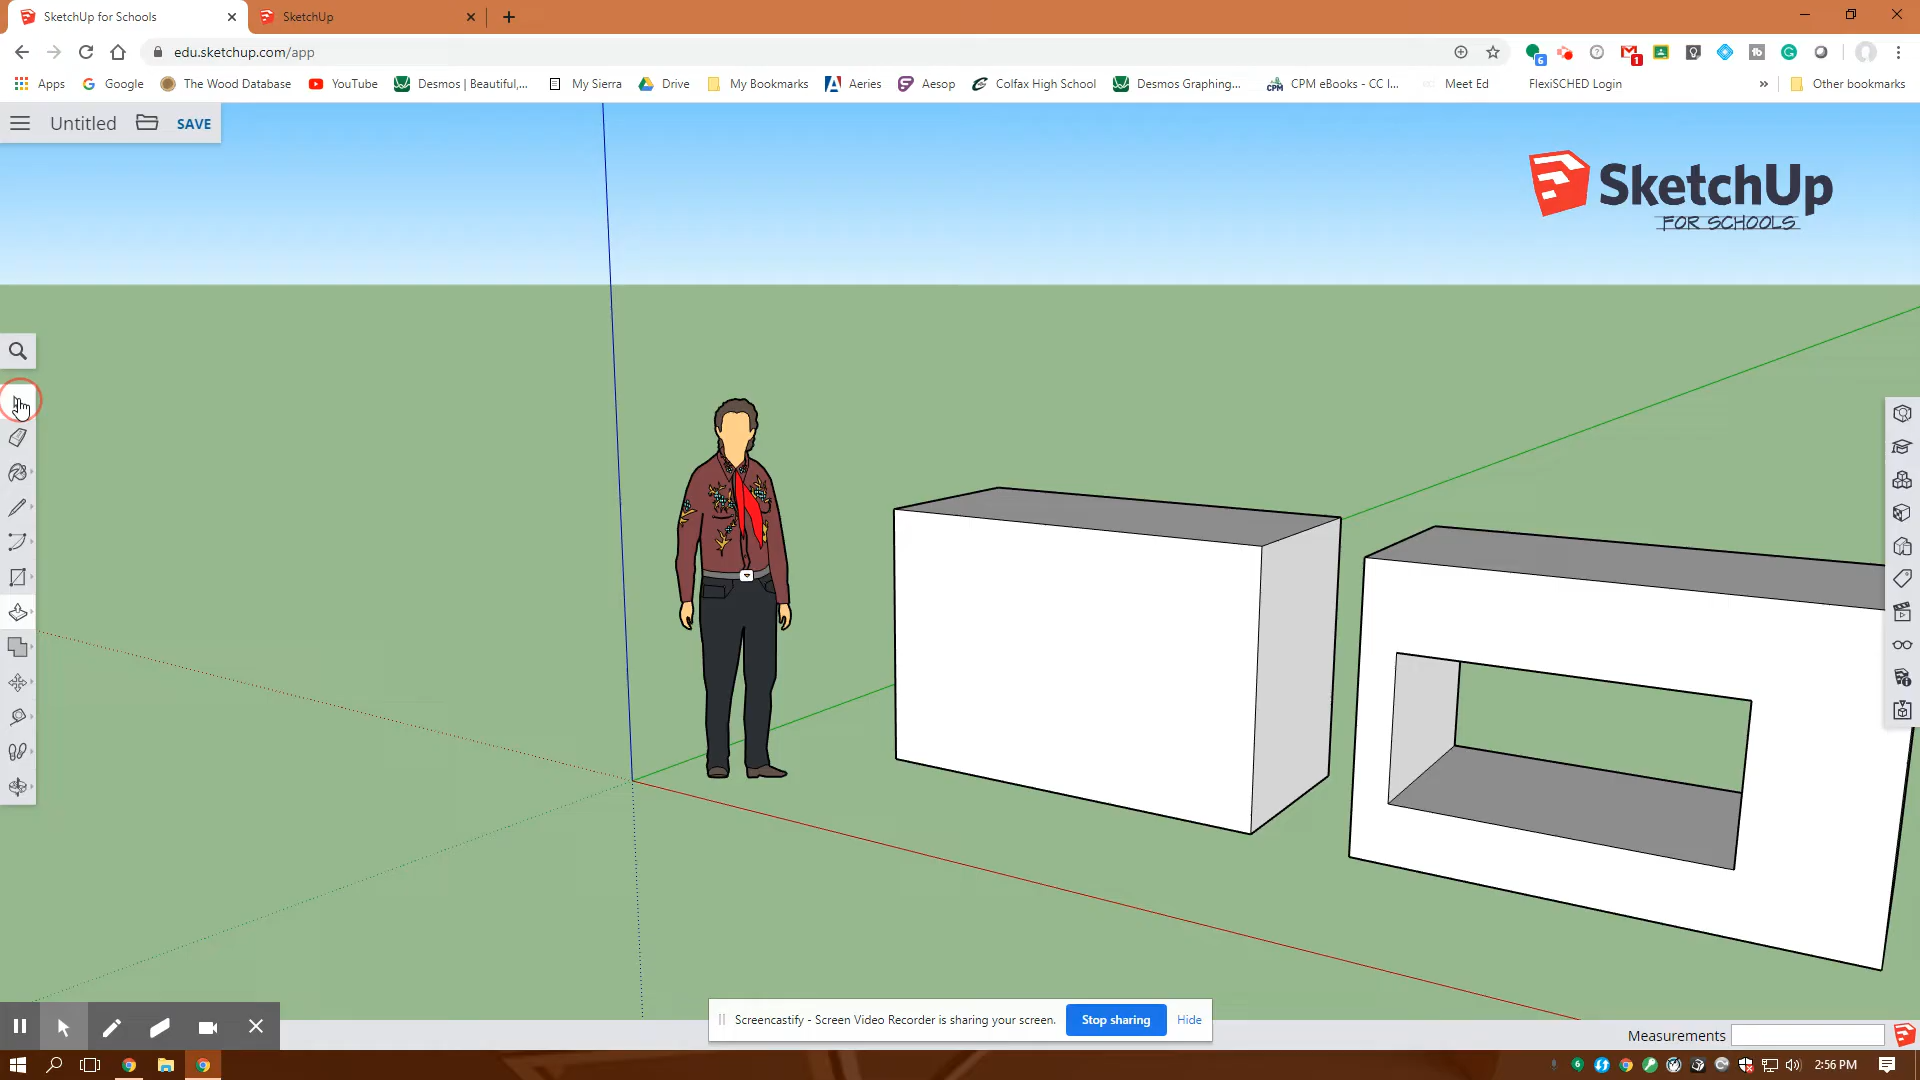 SketchUp for Schools
SketchUp
edu.sketchup.com/app
6
1
Apps
Google
The Wood Database
YouTube
Desmos | Beautiful,...
My Sierra
Drive
My Bookmarks
Aeries
Aesop
Colfax High School
Desmos Graphing,...
CPM
CPM eBooks - CC I...
Meet Ed
FlexiSCHED Login
»
Other bookmarks
Untitled
SAVE
SketchUp
FOR SCHOOLS
Screencastify - Screen Video Recorder is sharing your screen.
Stop sharing
Hide
Measurements
2:56 PM